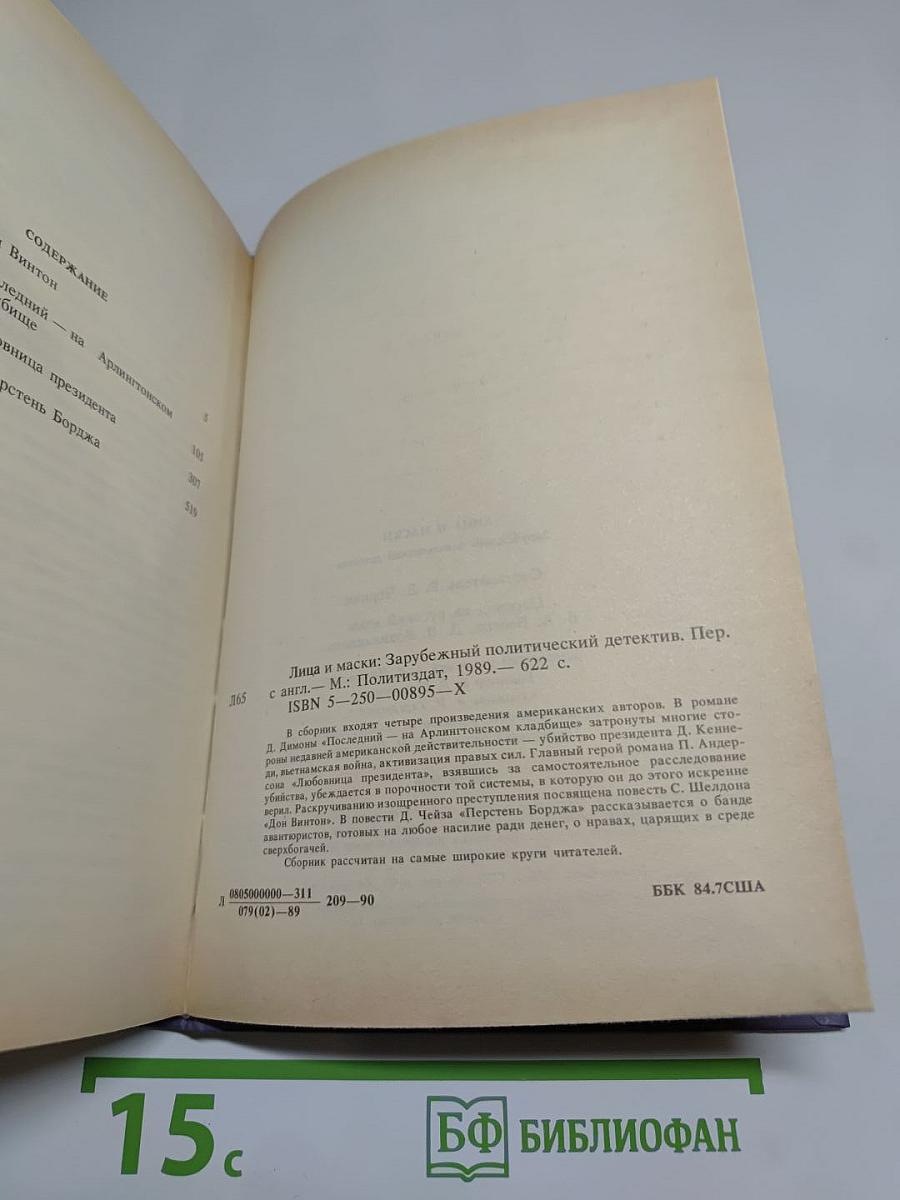 СОДЕРЖАНИЕ
Винтон
5
на Арлингтонском
101
президента
307
Борджа
519
Лица и маски: Зарубежный политический детектив. Пер.
Л65 с англ.— М.: Политиздат, 1989.— 622 с.
ISBN 5—250—00895—X
В сборник входят четыре произведения американских авторов. В романе
Д. Димоны «Последний — на Арлингтонском кладбище» затронуты многие сто-
роны недавней американской действительности — убийство президента Д. Кенне-
ди, вьетнамская война, активизация правых сил. Главный герой романа П. Андер-
сона «Любовница президента», взявшись за самостоятельное расследование
убийства, убеждается в порочности той системы, в которую он до этого искренне
верил. Раскручиванию изощренного преступления посвящена повесть С. Шелдона
«Дон Винтон». В повести Д. Чейза «Перстень Борджа» рассказывается о банде
авантюристов, готовых на любое насилие ради денег, о нравах, царящих в среде
сверхбогачей.
Сборник рассчитан на самые широкие круги читателей.
Л 0805000000—311
079(02)—89 209—90
ББК 84.7США
15 с
БФ БИБЛИОФАН